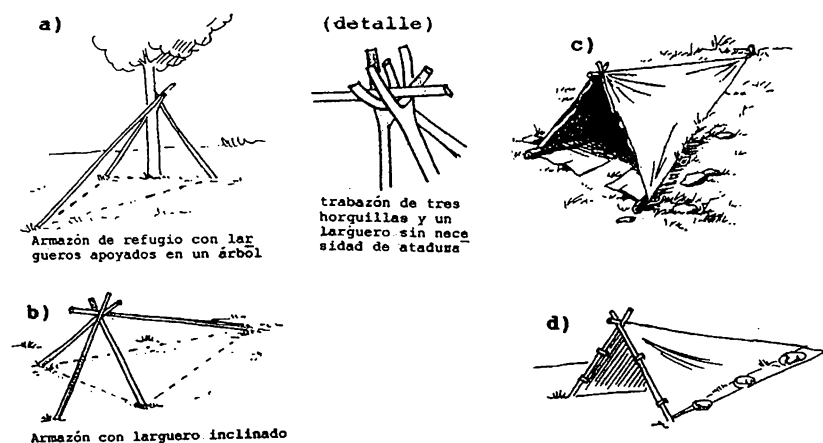 a)
(detalle)
c)
trabazón de tres
horquillas y un
larguero sin nece
sidad de atadura
Armazón de refugio con lar
gueros apoyados en un árbol
b)
d)
Armazón con larguero inclinado